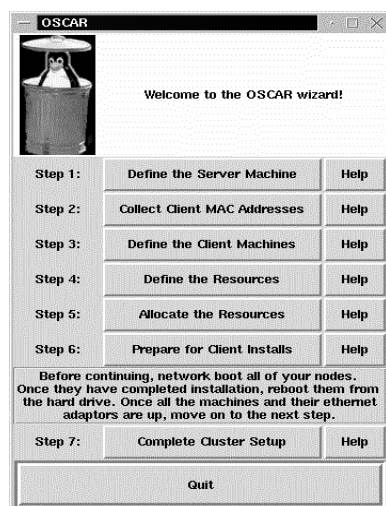 OSCAR
Welcome to the OSCAR wizard!
Step 1: Define the Server Machine Help
Step 2: Collect Client MAC Addresses Help
Step 3: Define the Client Machines Help
Step 4: Define the Resources Help
Step 5: Allocate the Resources Help
Step 6: Prepare for Client Installs Help
Before continuing, network boot all of your nodes.
Once they have completed installation, reboot them from
the hard drive. Once all the machines and their ethernet
adaptors are up, move on to the next step.
Step 7: Complete Cluster Setup Help
Quit